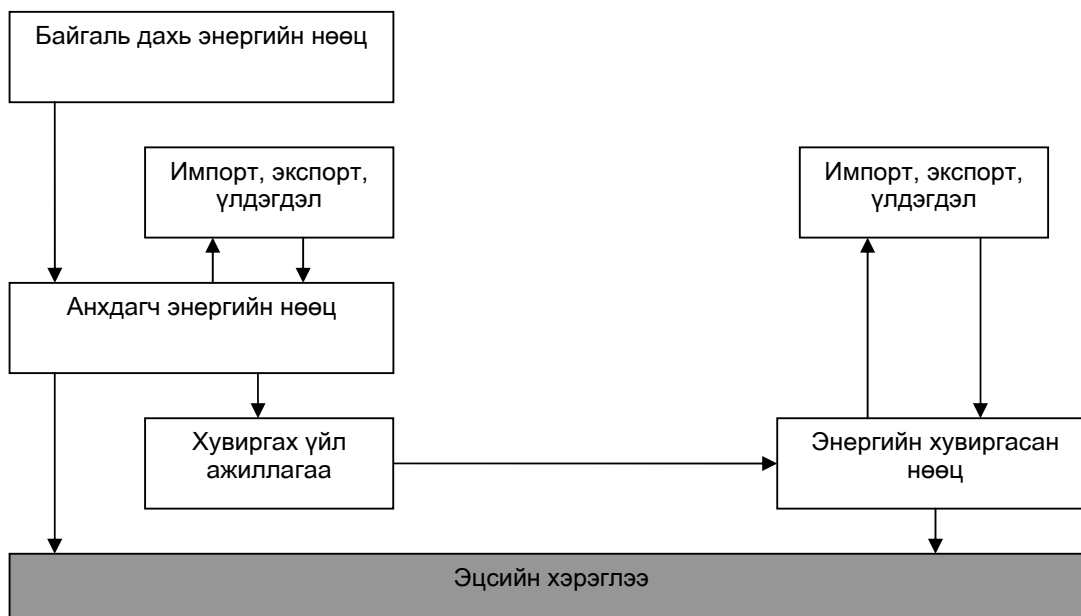 Байгаль дахь энергийн нөөц
Импорт, экспорт,
үлдэгдэл
Импорт, экспорт,
үлдэгдэл
Анхдагч энергийн нөөц
Хувиргах үйл
ажиллагаа
Энергийн хувиргасан
нөөц
Эцсийн хэрэглээ